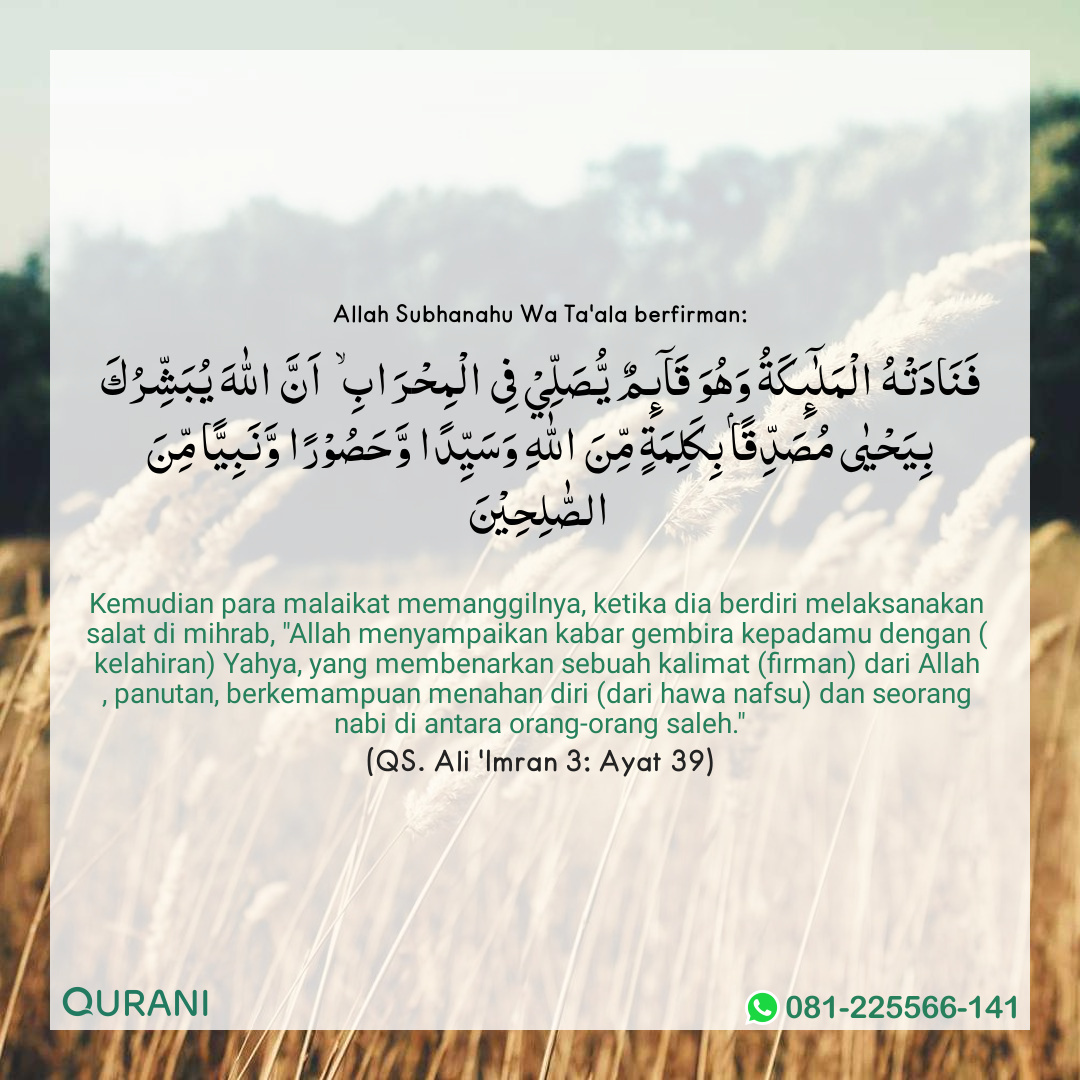 Allah Subhanahu Wa Ta'ala berfirman:
فَنَادَتْهُ الْمَلٰٓئِكَةُ وَهُوَ قَآئِمٌ يُّصَلِّيْ فِى الْمِحْرَابِ ۙ اَنَّ اللّٰهَ يُبَشِّرُكَ
بِيَحْيٰى مُصَدِّقًاۢ بِكَلِمَةٍ مِّنَ اللّٰهِ وَسَيِّدًا وَّحَصُوْرًا وَّنَبِيًّا مِّنَ
الصّٰلِحِيْنَ
Kemudian para malaikat memanggilnya, ketika dia berdiri melaksanakan
salat di mihrab, "Allah menyampaikan kabar gembira kepadamu dengan (
kelahiran) Yahya, yang membenarkan sebuah kalimat (firman) dari Allah
, panutan, berkemampuan menahan diri (dari hawa nafsu) dan seorang
nabi di antara orang-orang saleh."
(QS. Ali 'Imran 3: Ayat 39)
QURANI
081-225566-141